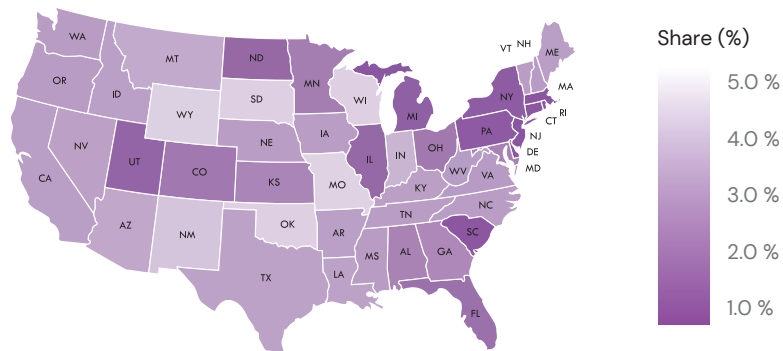 WA
MT
ND
MN
VT NH
ME
OR
ID
WY
SD
WI
MI
NY
MA
RI
CT
NV
UT
CO
NE
IA
IL
IN
OH
PA
NJ
DE
MD
CA
KS
MO
KY
WV
VA
AZ
NM
OK
AR
TN
NC
SC
TX
LA
MS
AL
GA
FL
Share (%)
5.0 %
4.0 %
3.0 %
2.0 %
1.0 %